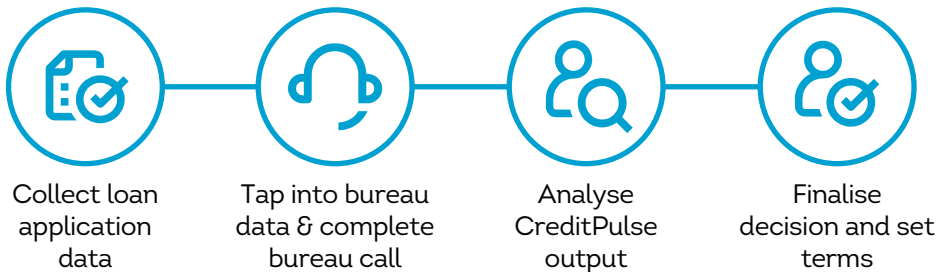 Collect loan
application
data
Tap into bureau
data & complete
bureau call
Analyse
CreditPulse
output
Finalise
decision and set
terms